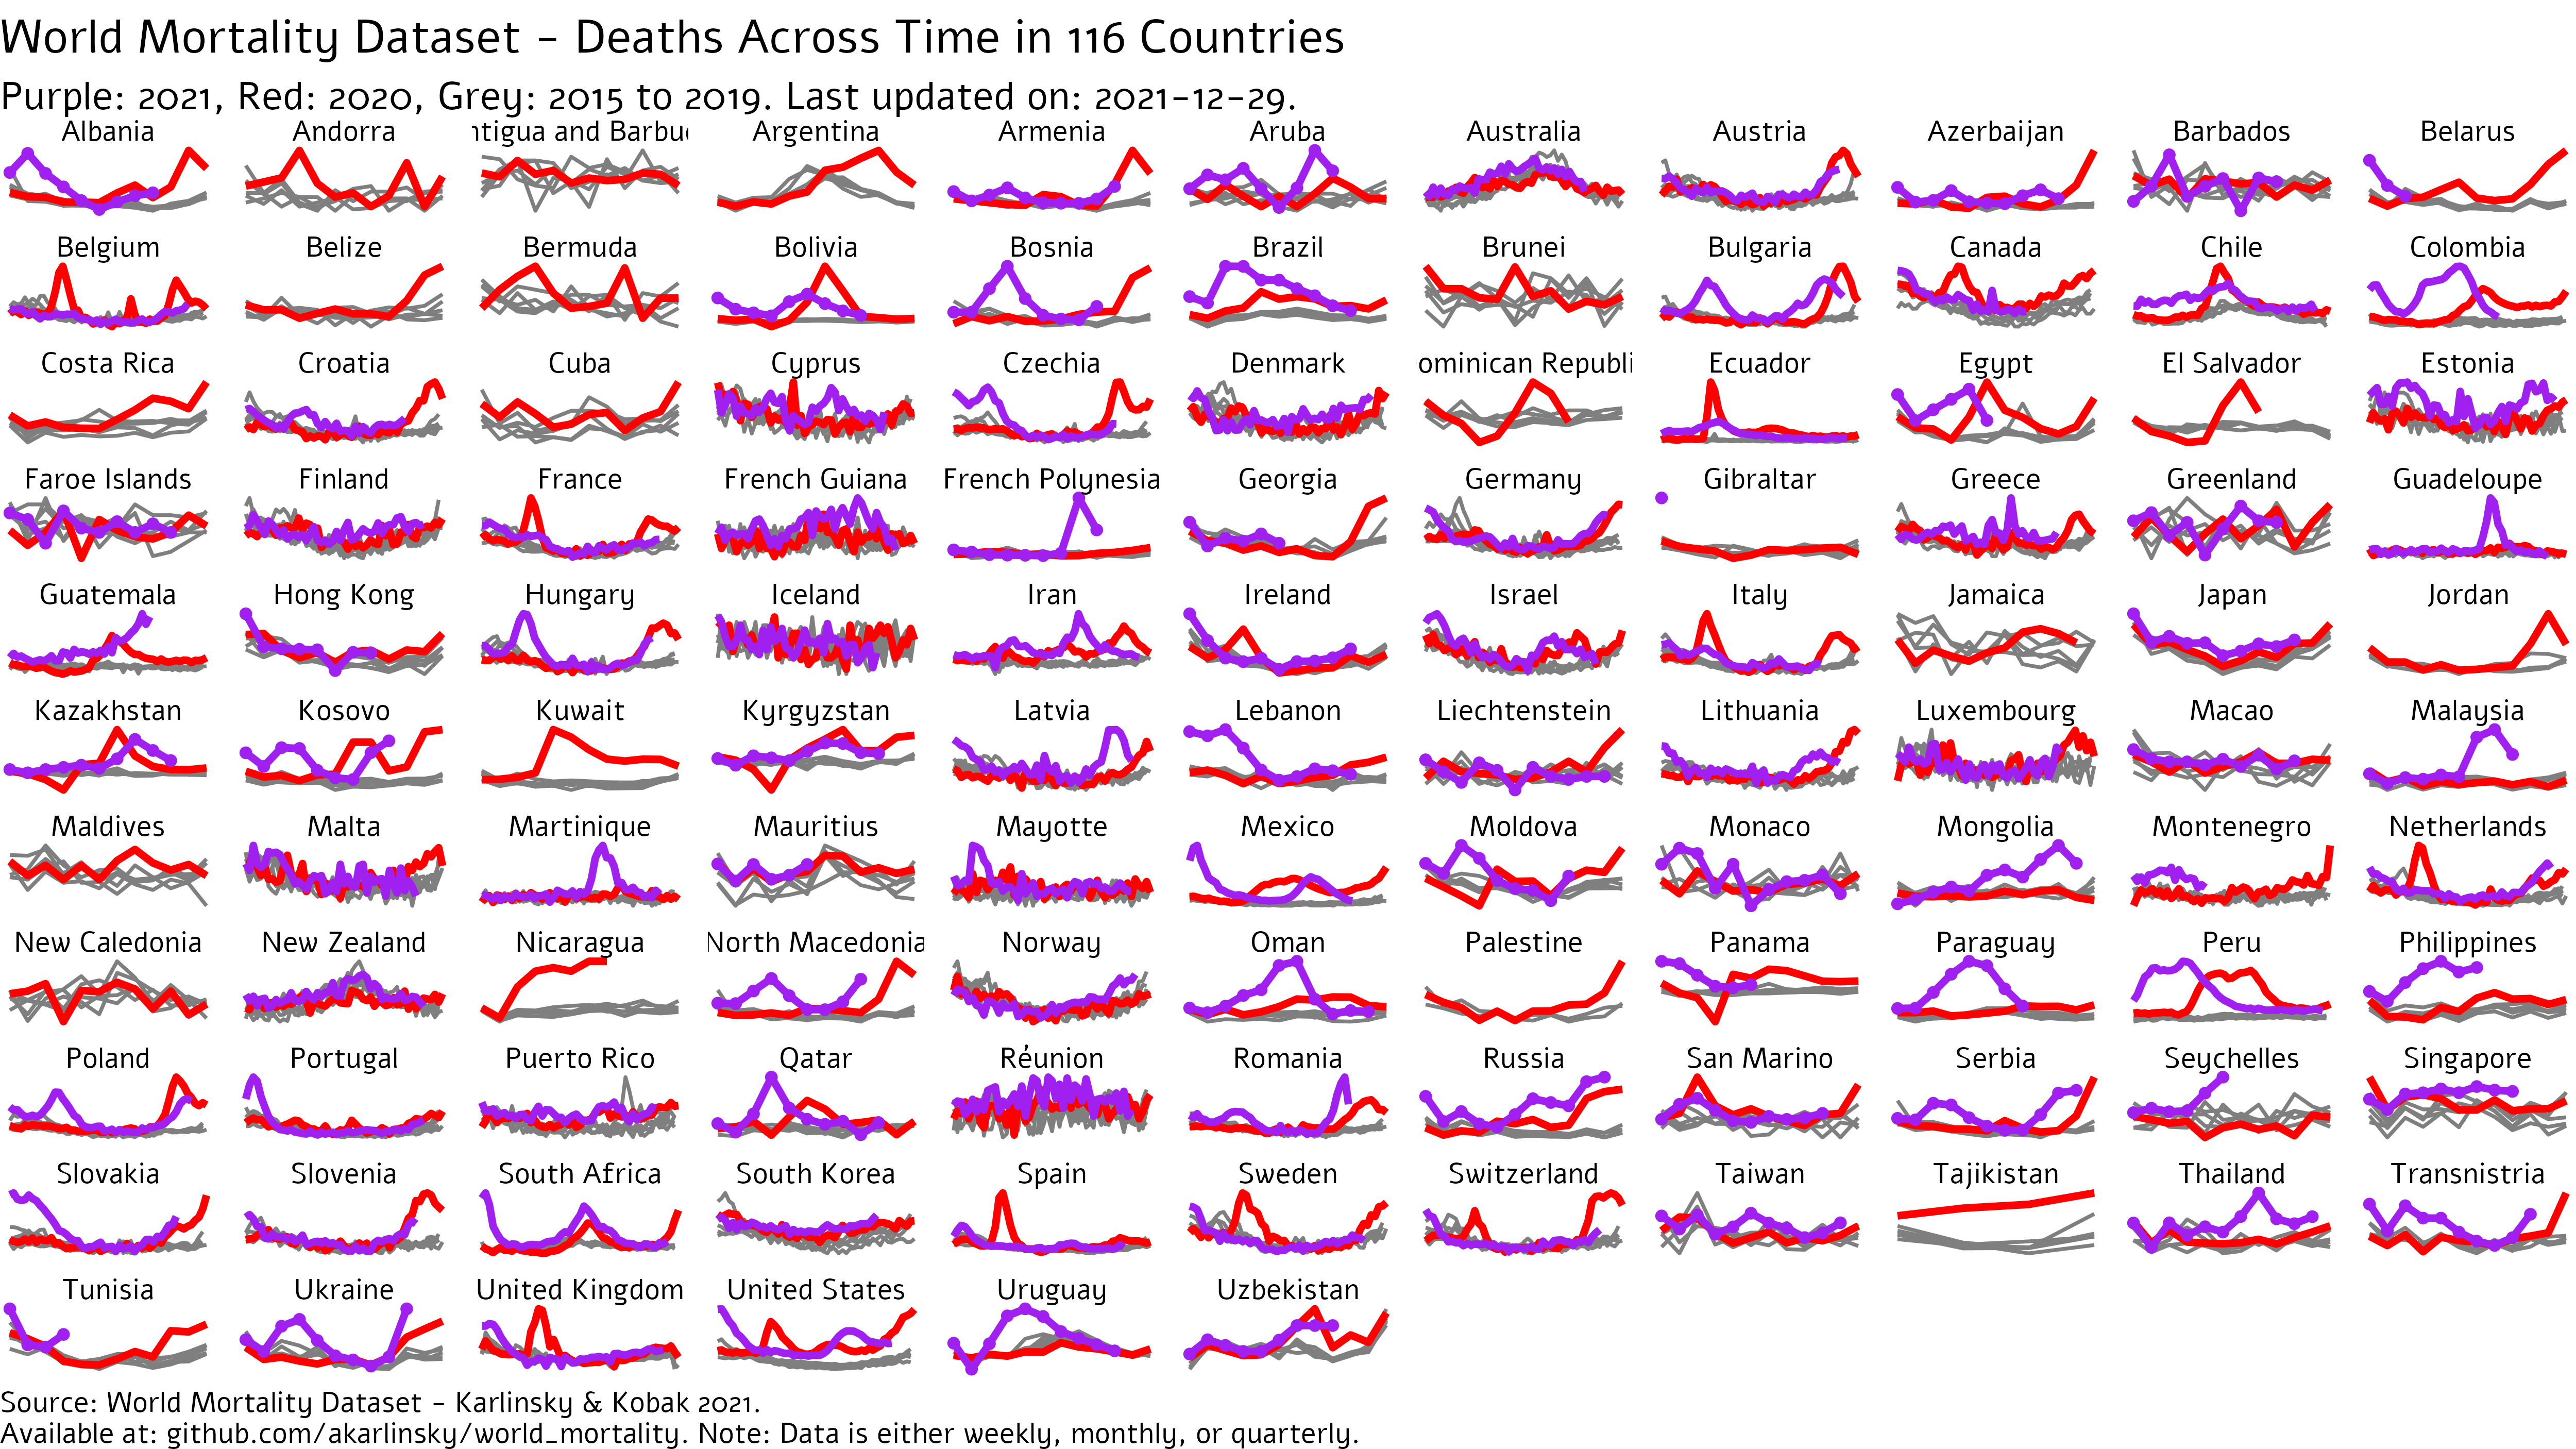 World Mortality Dataset - Deaths Across Time in 116 Countries
Purple: 2021, Red: 2020, Grey: 2015 to 2019. Last updated on: 2021-12-29.
Albania Andorra ntigua and Barbu Argentina Armenia Aruba Australia Austria Azerbaijan Barbados Belarus
Belgium Belize Bermuda Bolivia Bosnia Brazil Brunei Bulgaria Canada Chile Colombia
Costa Rica Croatia Cuba Cyprus Czechia Denmark ominican Republi Ecuador Egypt El Salvador Estonia
Faroe Islands Finland France French Guiana French Polynesia Georgia Germany Gibraltar Greece Greenland Guadeloupe
Guatemala Hong Kong Hungary Iceland Iran Ireland Israel Italy Jamaica Japan Jordan
Kazakhstan Kosovo Kuwait Kyrgyzstan Latvia Lebanon Liechtenstein Lithuania Luxembourg Macao Malaysia
Maldives Malta Martinique Mauritius Mayotte Mexico Moldova Monaco Mongolia Montenegro Netherlands
New Caledonia New Zealand Nicaragua North Macedonia Norway Oman Palestine Panama Paraguay Peru Philippines
Poland Portugal Puerto Rico Qatar Réunion Romania Russia San Marino Serbia Seychelles Singapore
Slovakia Slovenia South Africa South Korea Spain Sweden Switzerland Taiwan Tajikistan Thailand Transnistria
Tunisia Ukraine United Kingdom United States Uruguay Uzbekistan
Source: World Mortality Dataset - Karlinsky & Kobak 2021.
Available at: github.com/akarlinsky/world_mortality. Note: Data is either weekly, monthly, or quarterly.